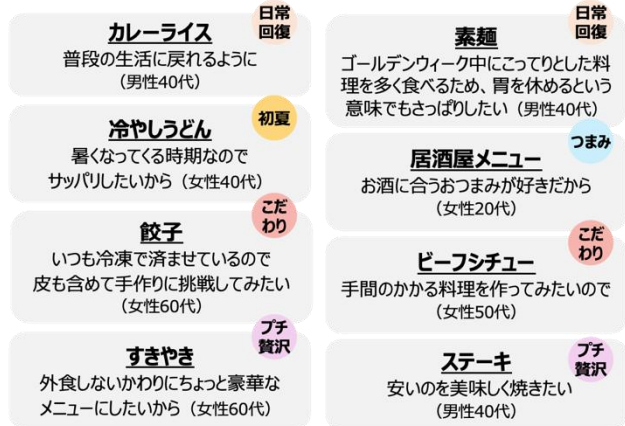 日常
回復
カレーライス
普段の生活に戻れるように
（男性40代）
初夏
冷やしうどん
暑くなってくる時期なので
サッパリしたいから（女性40代）
こだ
わり
餃子
いつも冷凍で済ませているので
皮も含めて手作りに挑戦してみたい
（女性60代）
プチ
贅沢
すきやき
外食しないかわりにちょっと豪華な
メニューにしたいから（女性60代）
日常
回復
素麺
ゴールデンウィーク中にこってりとした料
理を多く食べるため、胃を休めるという
意味でもさっぱりしたい（男性40代）
つまみ
居酒屋メニュー
お酒に合うおつまみが好きだから
（女性20代）
こだ
わり
ビーフシチュー
手間のかかる料理を作ってみたいので
（女性50代）
プチ
贅沢
ステーキ
安いのを美味しく焼きたい
（男性40代）